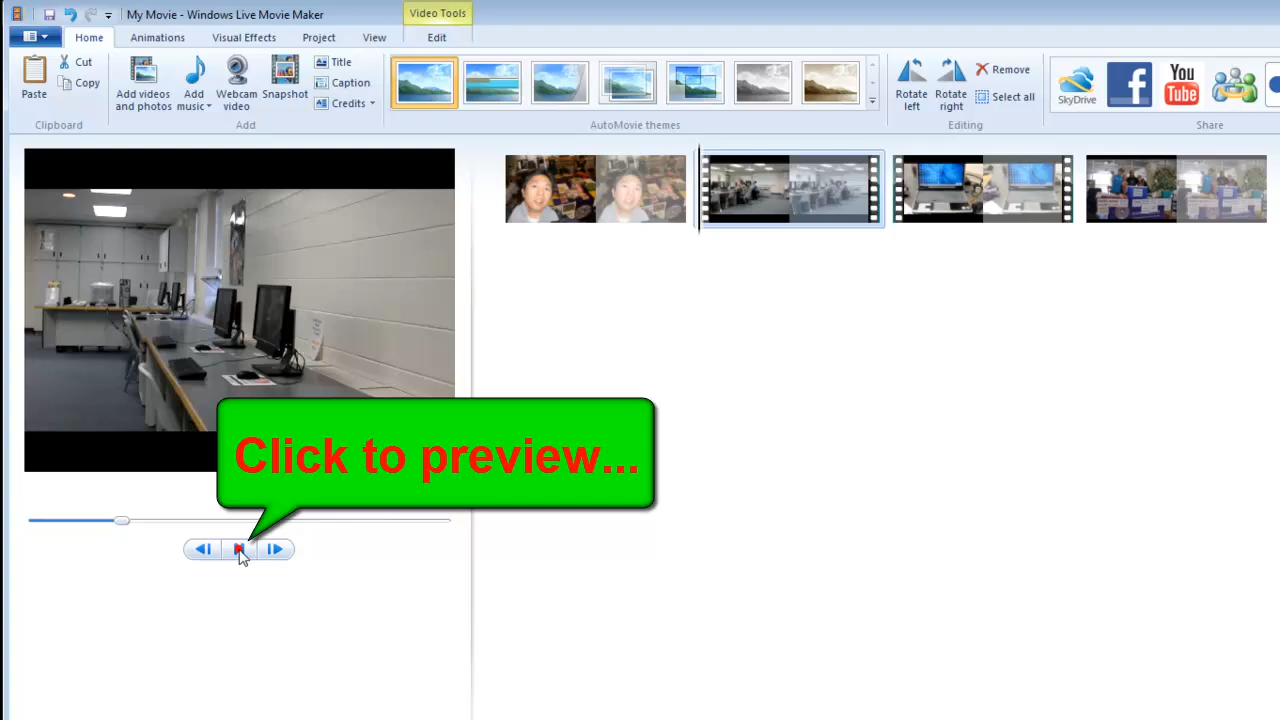 My Movie - Windows Live Movie Maker
Video Tools
Home Animations Visual Effects Project View Edit
Paste
Cut
Copy
Clipboard
Add videos and photos
Add music
Webcam video
Snapshot
Title
Caption
Credits
Add
AutoMovie themes
Rotate left
Rotate right
Remove
Select all
Editing
SkyDrive
f
You Tube
Share
Click to preview...